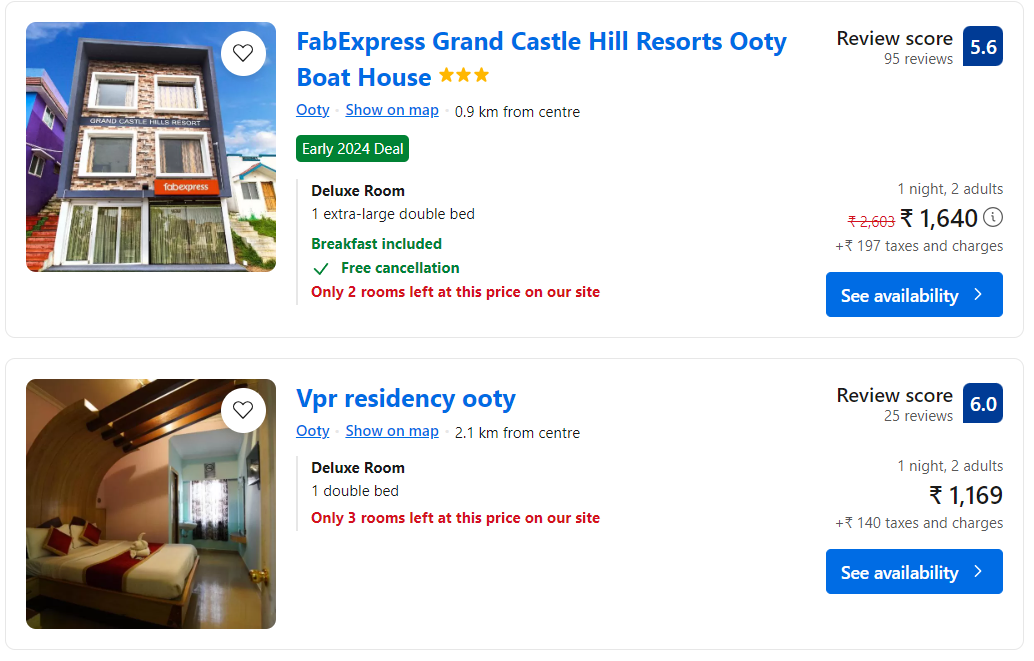 FabExpress Grand Castle Hill Resorts Ooty
Boat House
Ooty · Show on map · 0.9 km from centre
Early 2024 Deal
Deluxe Room
1 extra-large double bed
Breakfast included
Free cancellation
Only 2 rooms left at this price on our site
Review score
95 reviews
5.6
1 night, 2 adults
₹ 2,603 ₹ 1,640
+₹ 197 taxes and charges
See availability
GRAND CASTLE HILLS RESORT
fabexpress
Vpr residency ooty
Ooty · Show on map · 2.1 km from centre
Deluxe Room
1 double bed
Only 3 rooms left at this price on our site
Review score
25 reviews
6.0
1 night, 2 adults
₹ 1,169
+₹ 140 taxes and charges
See availability